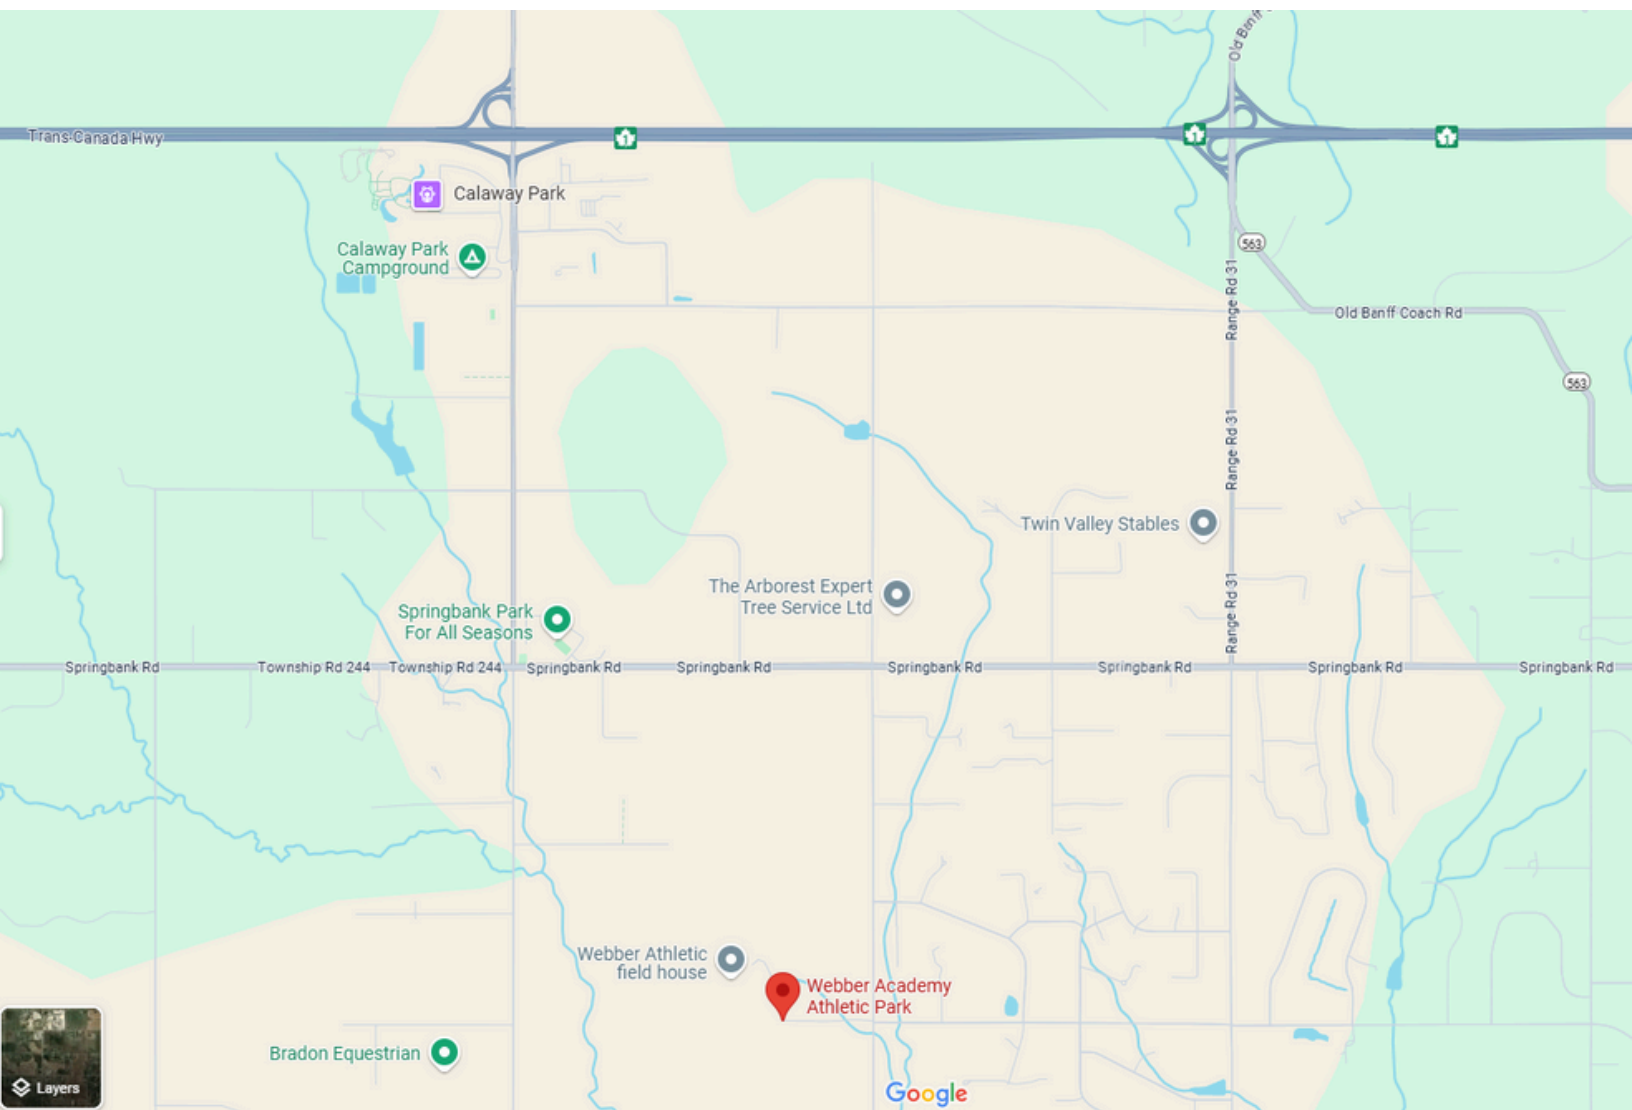 Old Banff
Trans-Canada Hwy
1
1
1
Calaway Park
Calaway Park
Campground
563
Range Rd 31
Old Banff Coach Rd
563
Range Rd 31
Twin Valley Stables
The Arborest Expert
Tree Service Ltd
Range Rd 31
Springbank Park
For All Seasons
Springbank Rd
Township Rd 244
Township Rd 244
Springbank Rd
Springbank Rd
Springbank Rd
Springbank Rd
Springbank Rd
Springbank Rd
Webber Athletic
field house
Webber Academy
Athletic Park
Bradon Equestrian
Layers
Google